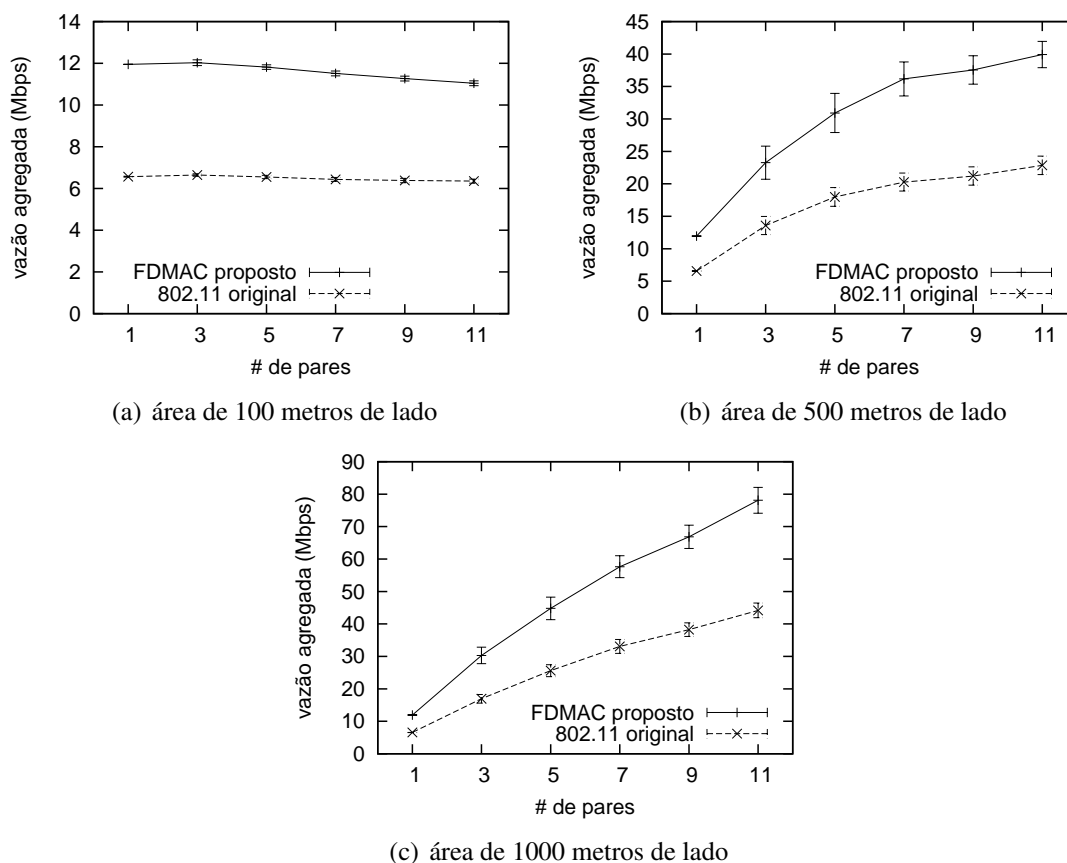 14
12
10
8
6
4
2
0
vazão agregada (Mbps)
FDMAC proposto
802.11 original
1 3 5 7 9 11
# de pares
(a) área de 100 metros de lado
45
40
35
30
25
20
15
10
5
0
vazão agregada (Mbps)
FDMAC proposto
802.11 original
1 3 5 7 9 11
# de pares
(b) área de 500 metros de lado
90
80
70
60
50
40
30
20
10
0
vazão agregada (Mbps)
FDMAC proposto
802.11 original
1 3 5 7 9 11
# de pares
(c) área de 1000 metros de lado